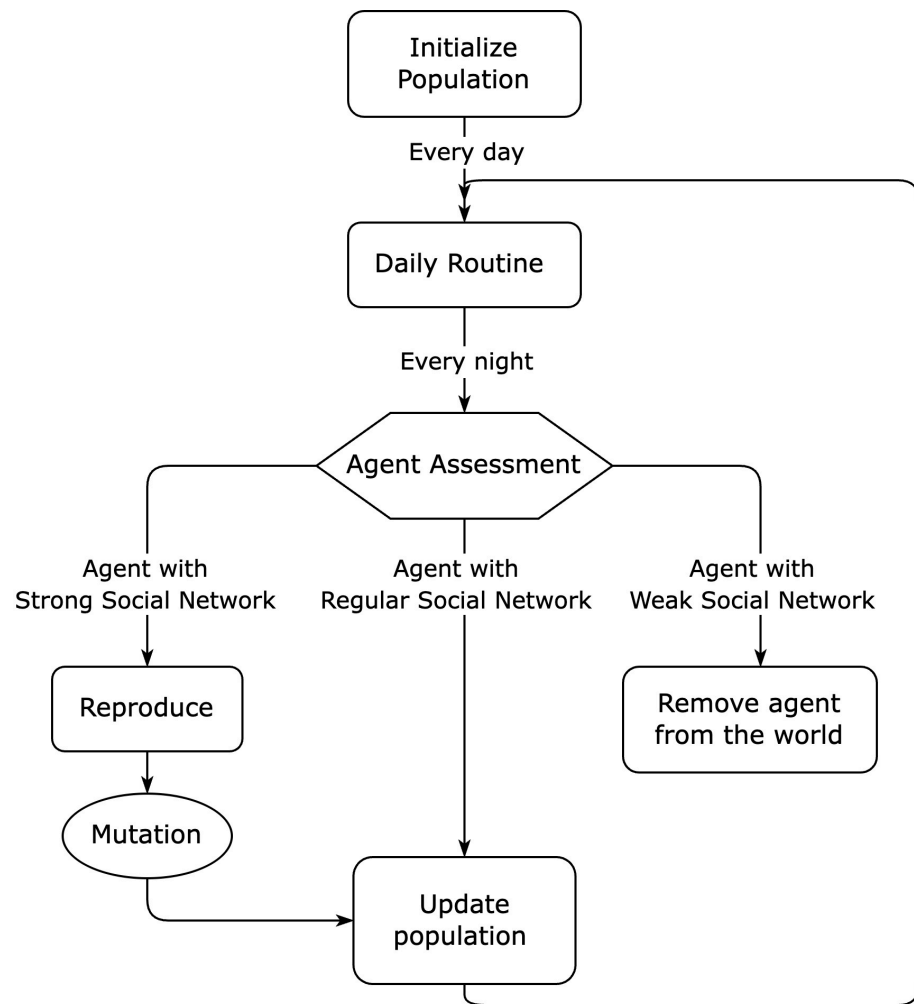 Initialize
Population
Every day
Daily Routine
Every night
Agent Assessment
Agent with
Strong Social Network
Agent with
Regular Social Network
Agent with
Weak Social Network
Reproduce
Remove agent
from the world
Mutation
Update
population